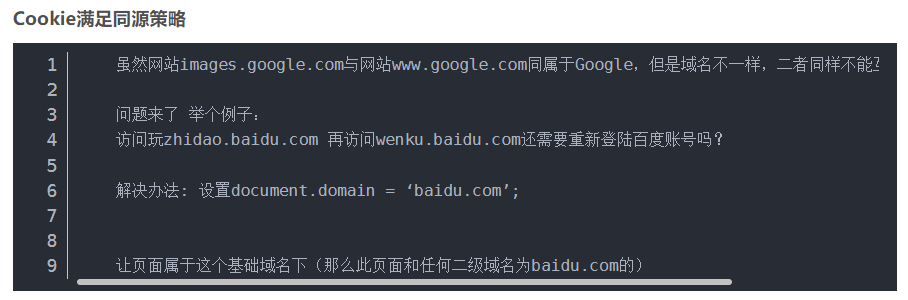 Cookie满足同源策略
1 虽然网站images.google.com与网站www.google.com同属于Google，但是域名不一样，二者同样不能
2
3 问题来了 举个例子：
4 访问玩zhidao.baidu.com 再访问wenku.baidu.com还需要重新登陆百度账号吗？
5
6 解决办法: 设置document.domain = ‘baidu.com’;
7
8
9 让页面属于这个基础域名下（那么此页面和任何二级域名为baidu.com的）